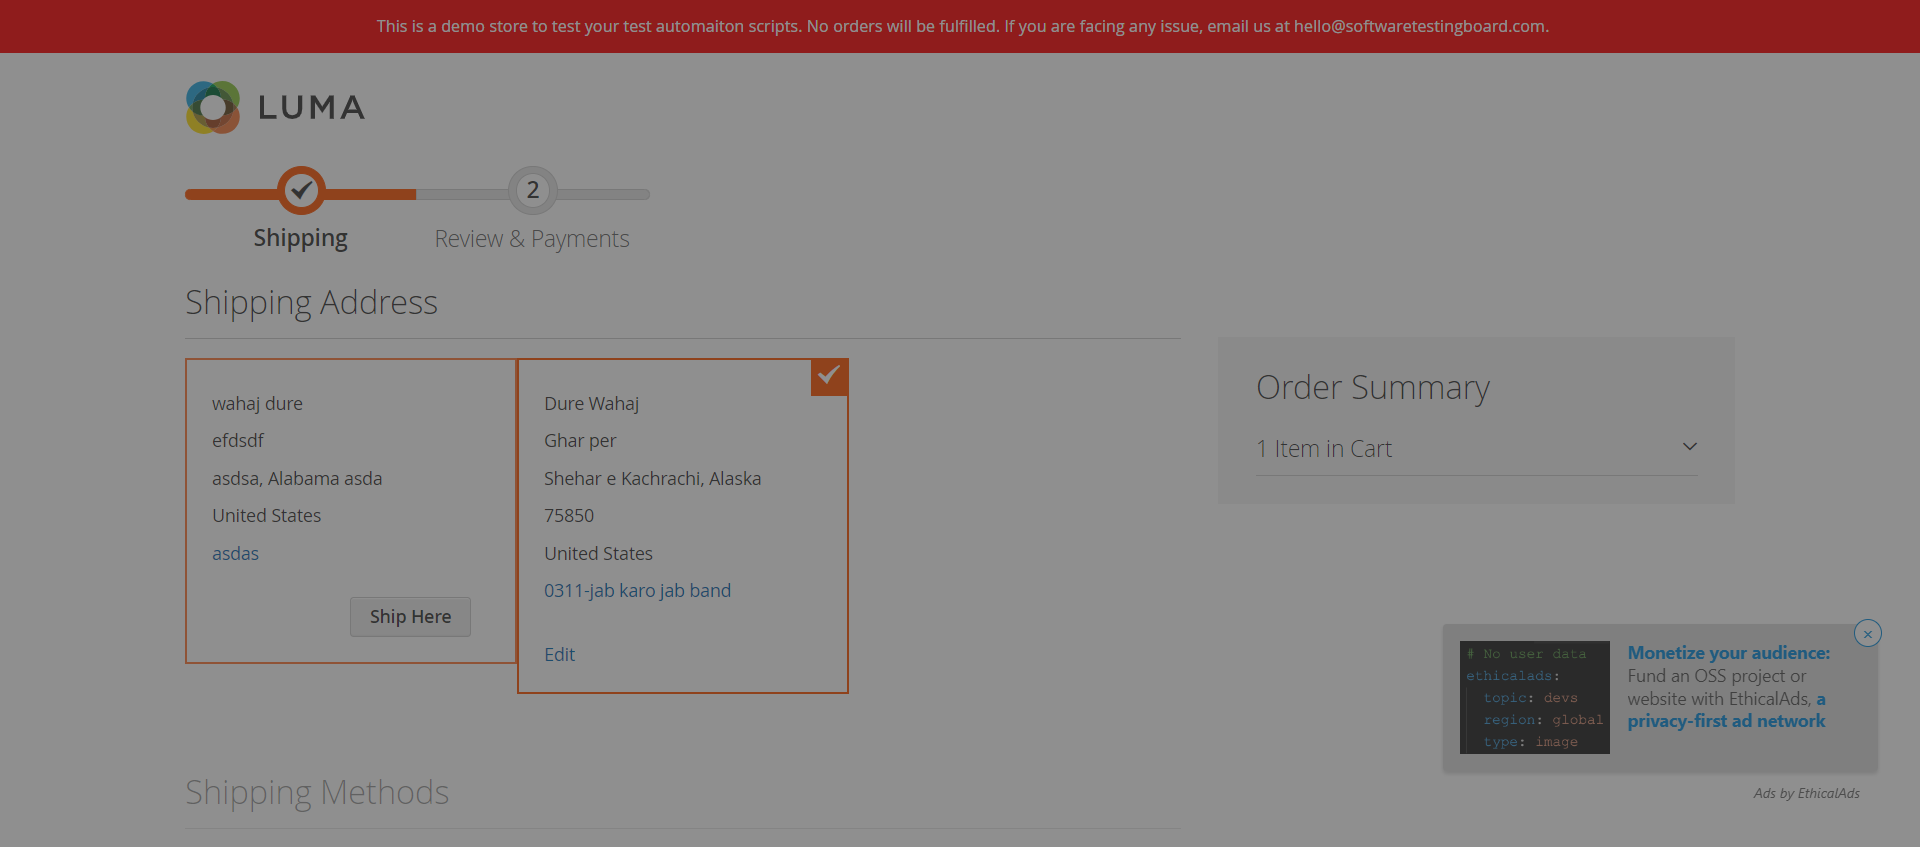 This is a demo store to test your test automaiton scripts. No orders will be fulfilled. If you are facing any issue, email us at hello@softwaretestingboard.com.
LUMA
2
Shipping
Review & Payments
Shipping Address
wahaj dure
efdsdf
asdsa, Alabama asda
United States
asdas
Ship Here
Dure Wahaj
Ghar per
Shehar e Kachrachi, Alaska
75850
United States
0311-jab karo jab band
Edit
Order Summary
1 Item in Cart
# No user data
ethicalads:
topic: devs
region: global
type: image
Monetize your audience:
Fund an OSS project or
website with EthicalAds, a
privacy-first ad network
Ads by EthicalAds
Shipping Methods